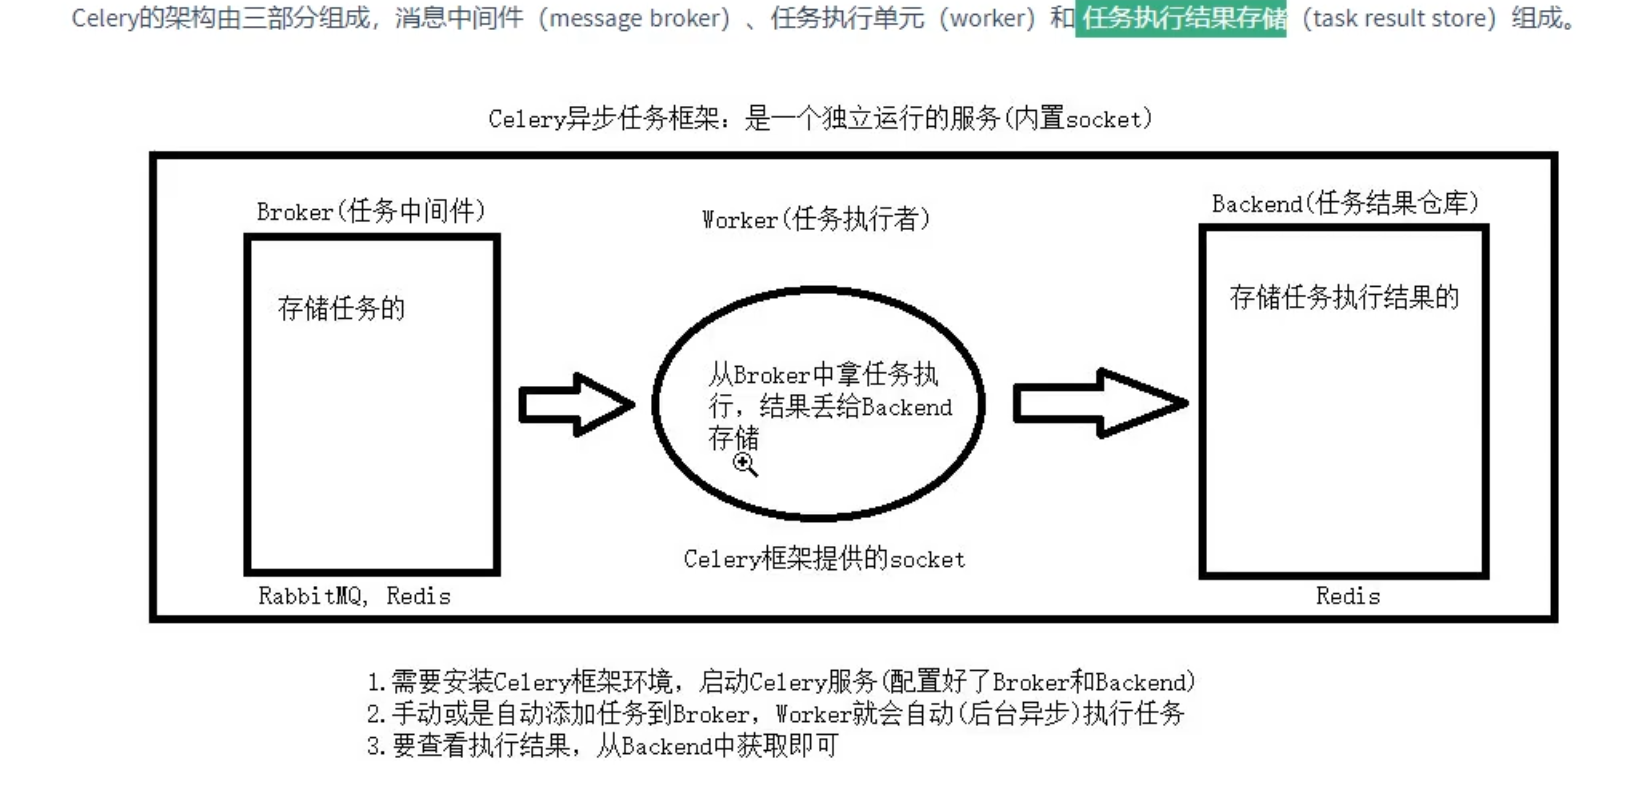 Celery的架构由三部分组成，消息中间件（message broker）、任务执行单元（worker）和 任务执行结果存储（task result store）组成。
Celery异步任务框架：是一个独立运行的服务(内置socket)
Broker(任务中间件)
Worker(任务执行者)
Backend(任务结果仓库)
存储任务的
从Broker中拿任务执
行，结果丢给Backend
存储
存储任务执行结果的
Celery框架提供的socket
RabbitMQ, Redis
Redis
1.需要安装Celery框架环境，启动Celery服务(配置好了Broker和Backend)
2.手动或是自动添加任务到Broker，Worker就会自动(后台异步)执行任务
3.要查看执行结果，从Backend中获取即可